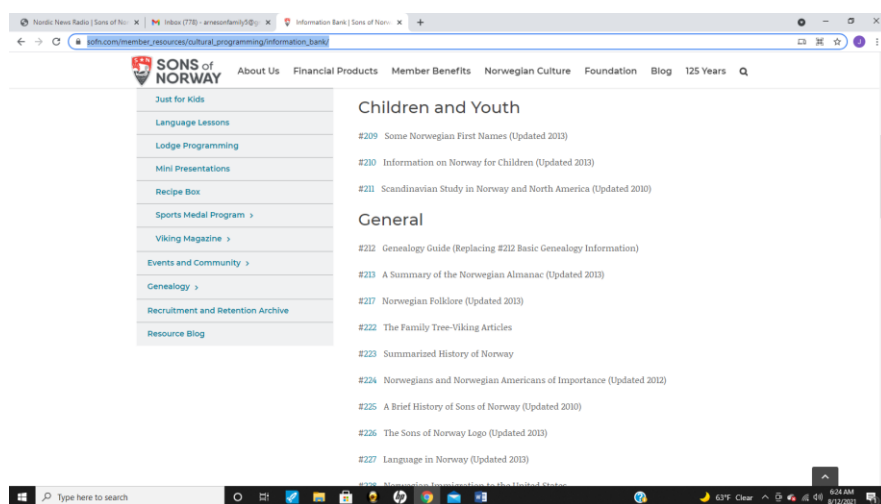 Nordic News Radio | Sons of Nor
Inbox (778) - arnesonfamily5@g
Information Bank | Sons of Norw
sofn.com/member_resources/cultural_programming/information_bank/
SONS of
NORWAY
About Us Financial Products Member Benefits Norwegian Culture Foundation Blog 125 Years
Just for Kids
Language Lessons
Lodge Programming
Mini Presentations
Recipe Box
Sports Medal Program >
Viking Magazine >
Events and Community >
Genealogy >
Recruitment and Retention Archive
Resource Blog
Children and Youth
#209 Some Norwegian First Names (Updated 2013)
#210 Information on Norway for Children (Updated 2013)
#211 Scandinavian Study in Norway and North America (Updated 2010)
General
#212 Genealogy Guide (Replacing #212 Basic Genealogy Information)
#213 A Summary of the Norwegian Almanac (Updated 2013)
#217 Norwegian Folklore (Updated 2013)
#222 The Family Tree-Viking Articles
#223 Summarized History of Norway
#224 Norwegians and Norwegian Americans of Importance (Updated 2012)
#225 A Brief History of Sons of Norway (Updated 2010)
#226 The Sons of Norway Logo (Updated 2013)
#227 Language in Norway (Updated 2013)
#228 Norwegian Immigration to the United States
Type here to search
63°F Clear
6:24 AM
8/12/2021